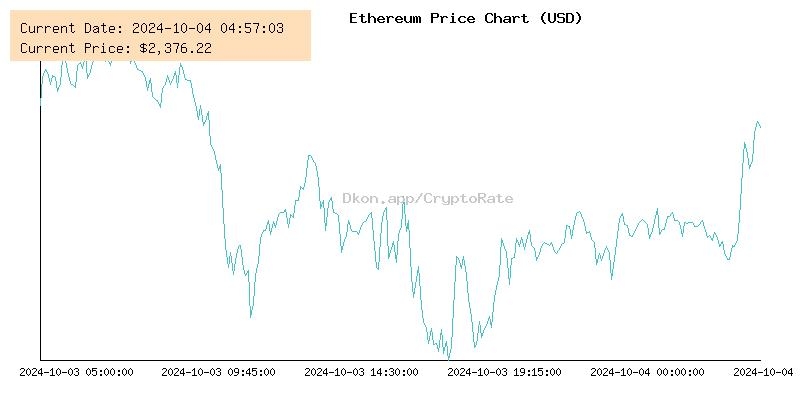 Ethereum Price Chart (USD)
Current Date: 2024-10-04 04:57:03
Current Price: $2,376.22
Dkon.app/CryptoRate
2024-10-03 05:00:00 2024-10-03 09:45:00 2024-10-03 14:30:00 2024-10-03 19:15:00 2024-10-04 00:00:00 2024-10-04